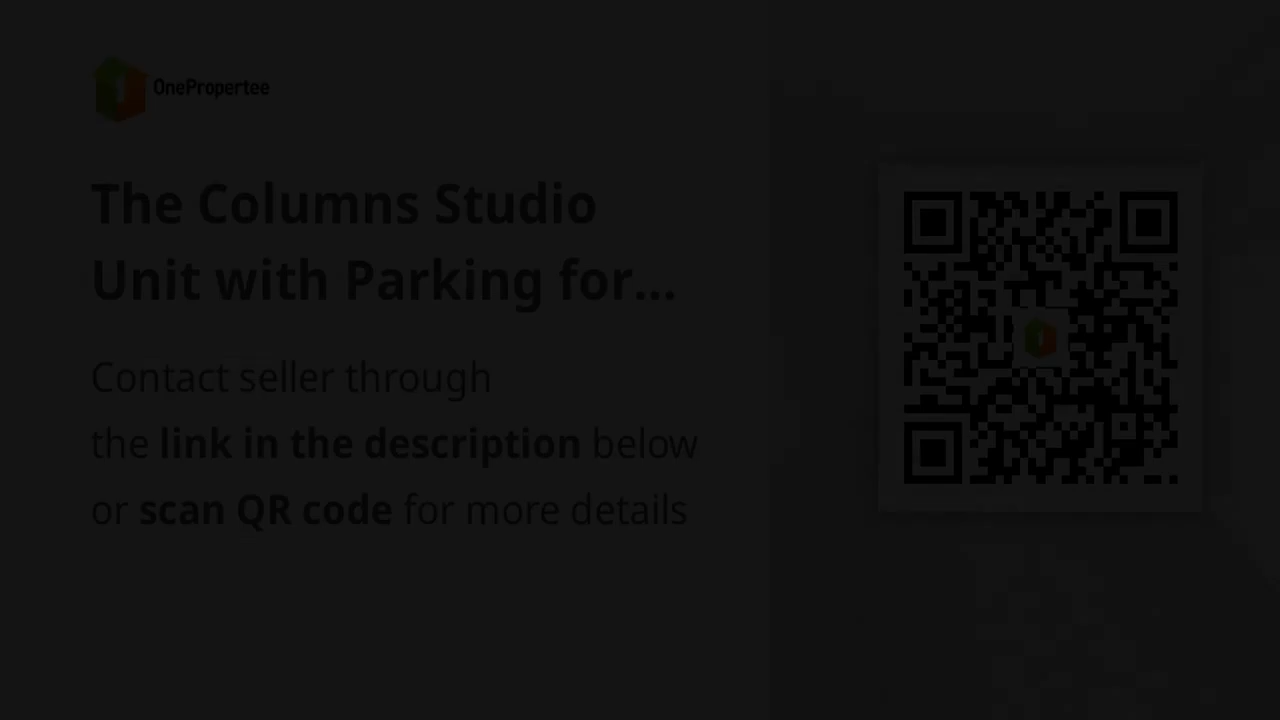 OnePropertee
The Columns Studio
Unit with Parking for...
Contact seller through
the link in the description below
or scan QR code for more details